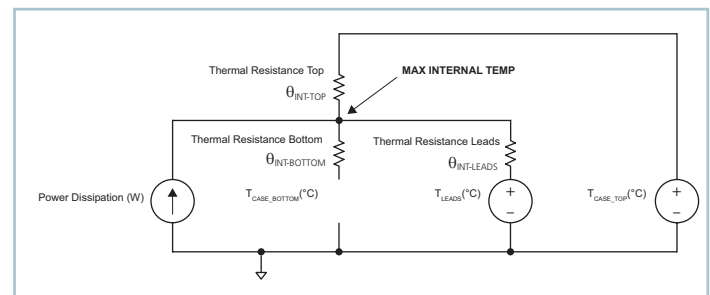 Thermal Resistance Top
θINT-TOP
MAX INTERNAL TEMP
Thermal Resistance Bottom
θINT-BOTTOM
Thermal Resistance Leads
θINT-LEADS
Power Dissipation (W)
TCASE_BOTTOM(°C)
TLEADS(°C)
+
–
TCASE_TOP(°C)
+
–